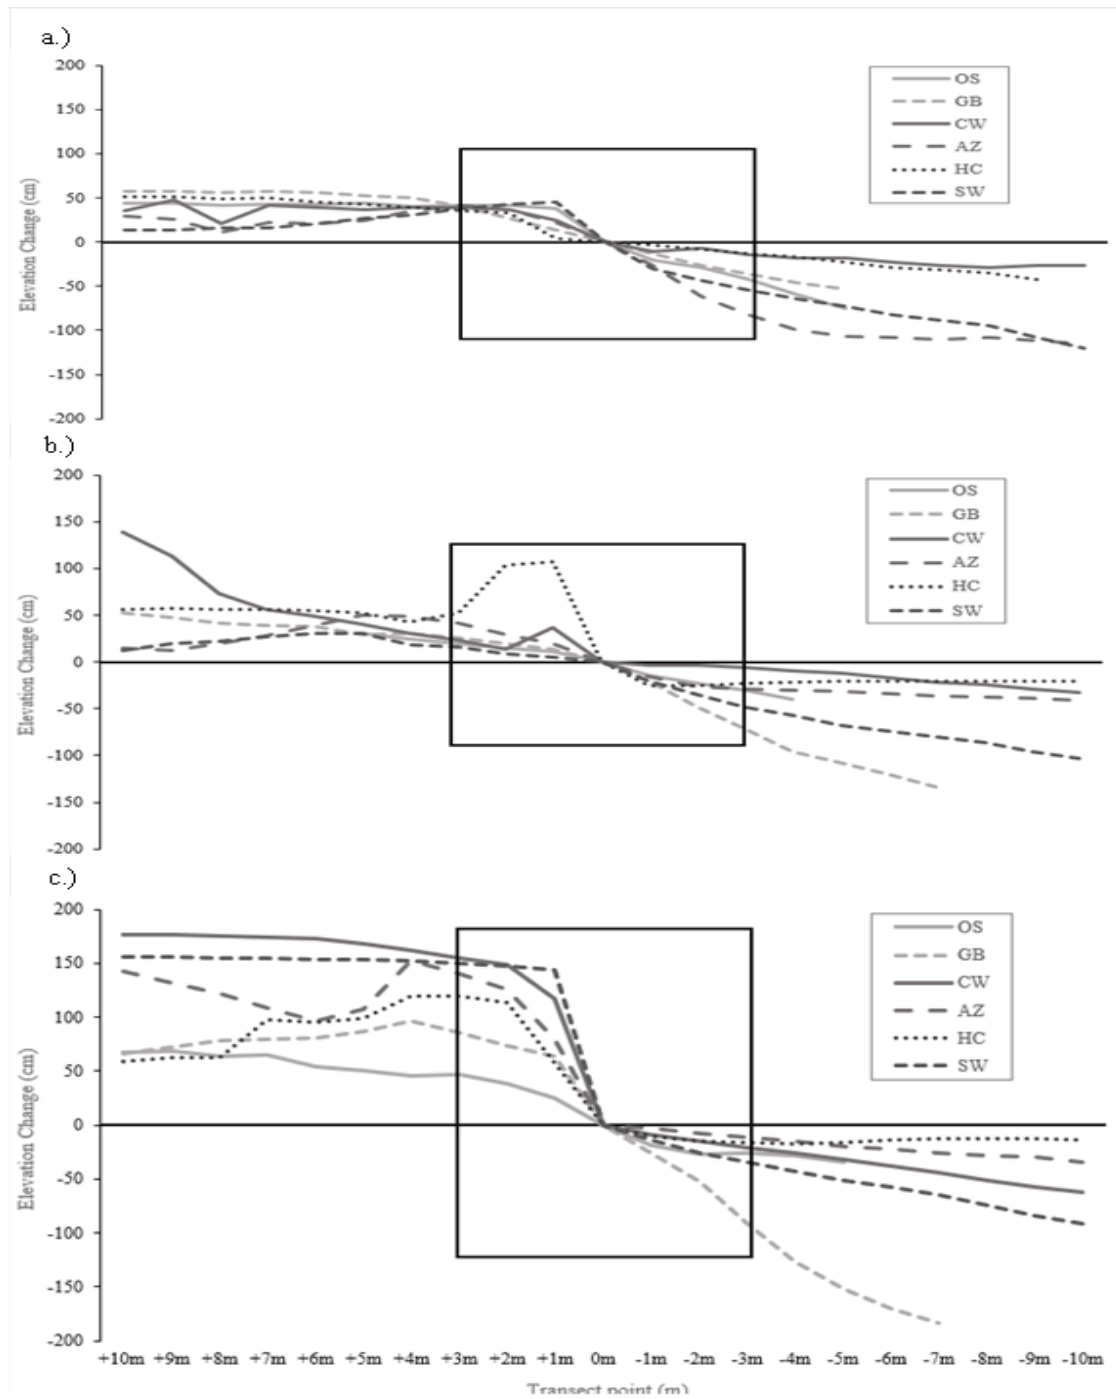 a.)
200
150
100
50
0
-50
-100
-150
-200
Elevation Change (cm)
OS
GB
CW
AZ
HC
SW
b.)
200
150
100
50
0
-50
-100
-150
-200
Elevation Change (cm)
OS
GB
CW
AZ
HC
SW
c.)
200
150
100
50
0
-50
-100
-150
-200
Elevation Change (cm)
OS
GB
CW
AZ
HC
SW
+10m +9m +8m +7m +6m +5m +4m +3m +2m +1m 0m -1m -2m -3m -4m -5m -6m -7m -8m -9m -10m
Transect point (m)